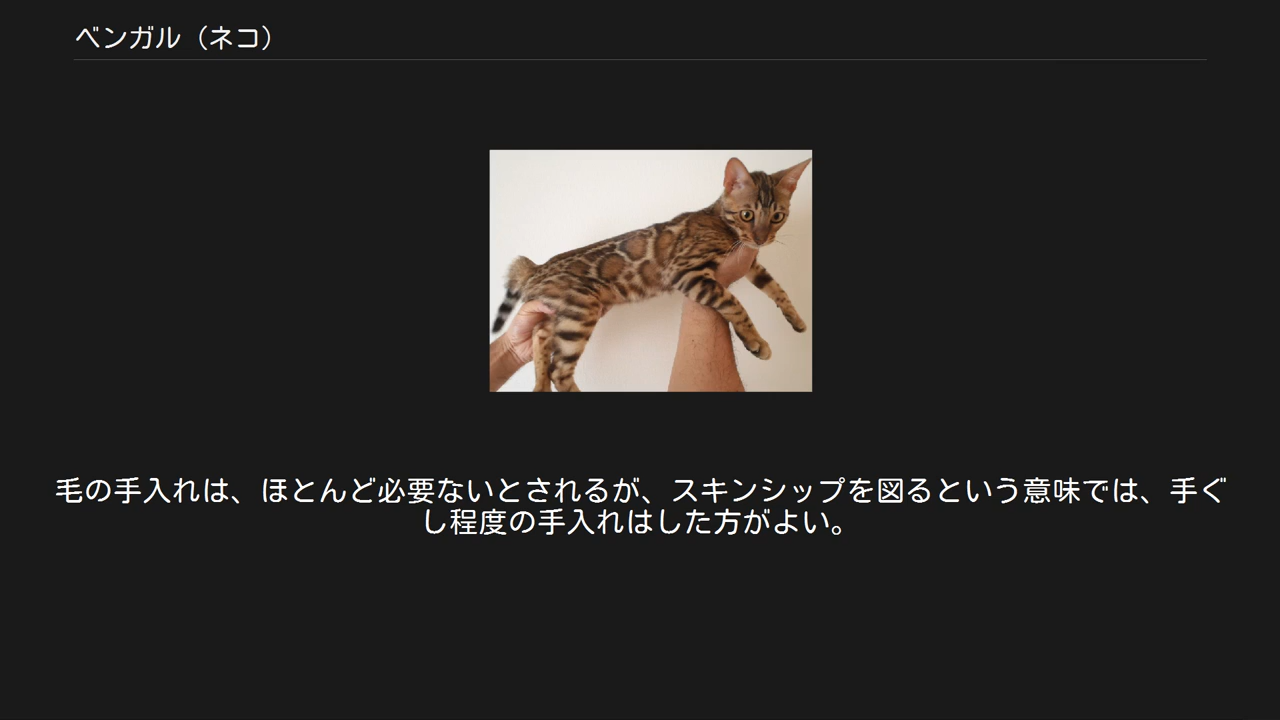 ベンガル（ネコ）
毛の手入れは、ほとんど必要ないとされるが、スキンシップを図るという意味では、手ぐ
し程度の手入れはした方がよい。